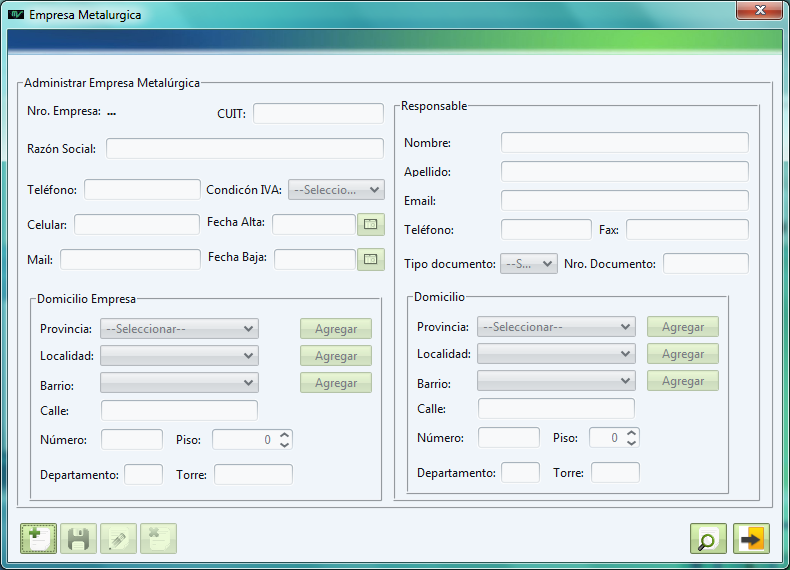 Empresa Metalurgica
Administrar Empresa Metalúrgica
Nro. Empresa: ...
CUIT:
Razón Social:
Teléfono:
Condicón IVA: --Seleccio...
Celular:
Fecha Alta:
Mail:
Fecha Baja:
Domicilio Empresa
Provincia: --Seleccionar-- Agregar
Localidad: Agregar
Barrio: Agregar
Calle:
Número: Piso: 0
Departamento: Torre:
Responsable
Nombre:
Apellido:
Email:
Teléfono: Fax:
Tipo documento: --S... Nro. Documento:
Domicilio
Provincia: --Seleccionar-- Agregar
Localidad: Agregar
Barrio: Agregar
Calle:
Número: Piso: 0
Departamento: Torre: